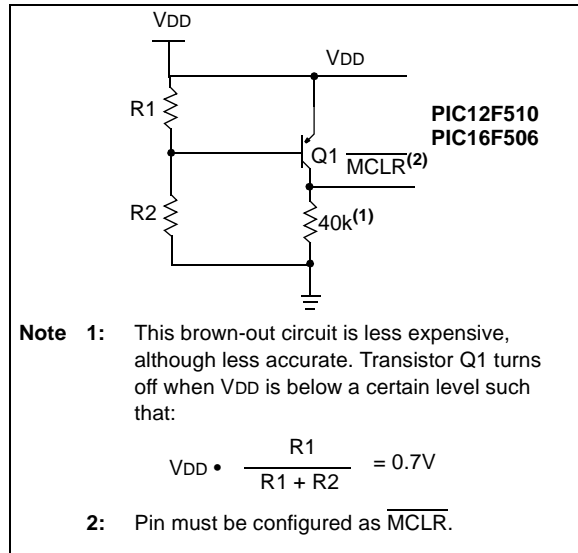 VDD
VDD
R1
PIC12F510
PIC16F506
Q1
MCLR(2)
R2
40k(1)
Note 1: This brown-out circuit is less expensive,
although less accurate. Transistor Q1 turns
off when VDD is below a certain level such
that:
VDD • R1 / R1 + R2 = 0.7V
2: Pin must be configured as MCLR.